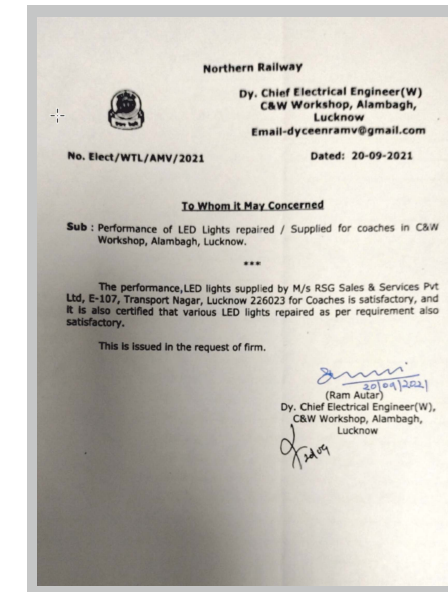 Northern Railway
Dy. Chief Electrical Engineer(W)
C&W Workshop, Alambagh,
Lucknow
Email-dyceenramv@gmail.com
No. Elect/WTL/AMV/2021
Dated: 20-09-2021
To Whom it May Concerned
Sub : Performance of LED Lights repaired / Supplied for coaches in C&W
Workshop, Alambagh, Lucknow.
***
The performance,LED lights supplied by M/s RSG Sales & Services Pvt
Ltd, E-107, Transport Nagar, Lucknow 226023 for Coaches is satisfactory, and
it is also certified that various LED lights repaired as per requirement also
satisfactory.
This is issued in the request of firm.
20/09/2021
(Ram Autar)
Dy. Chief Electrical Engineer(W),
C&W Workshop, Alambagh,
Lucknow